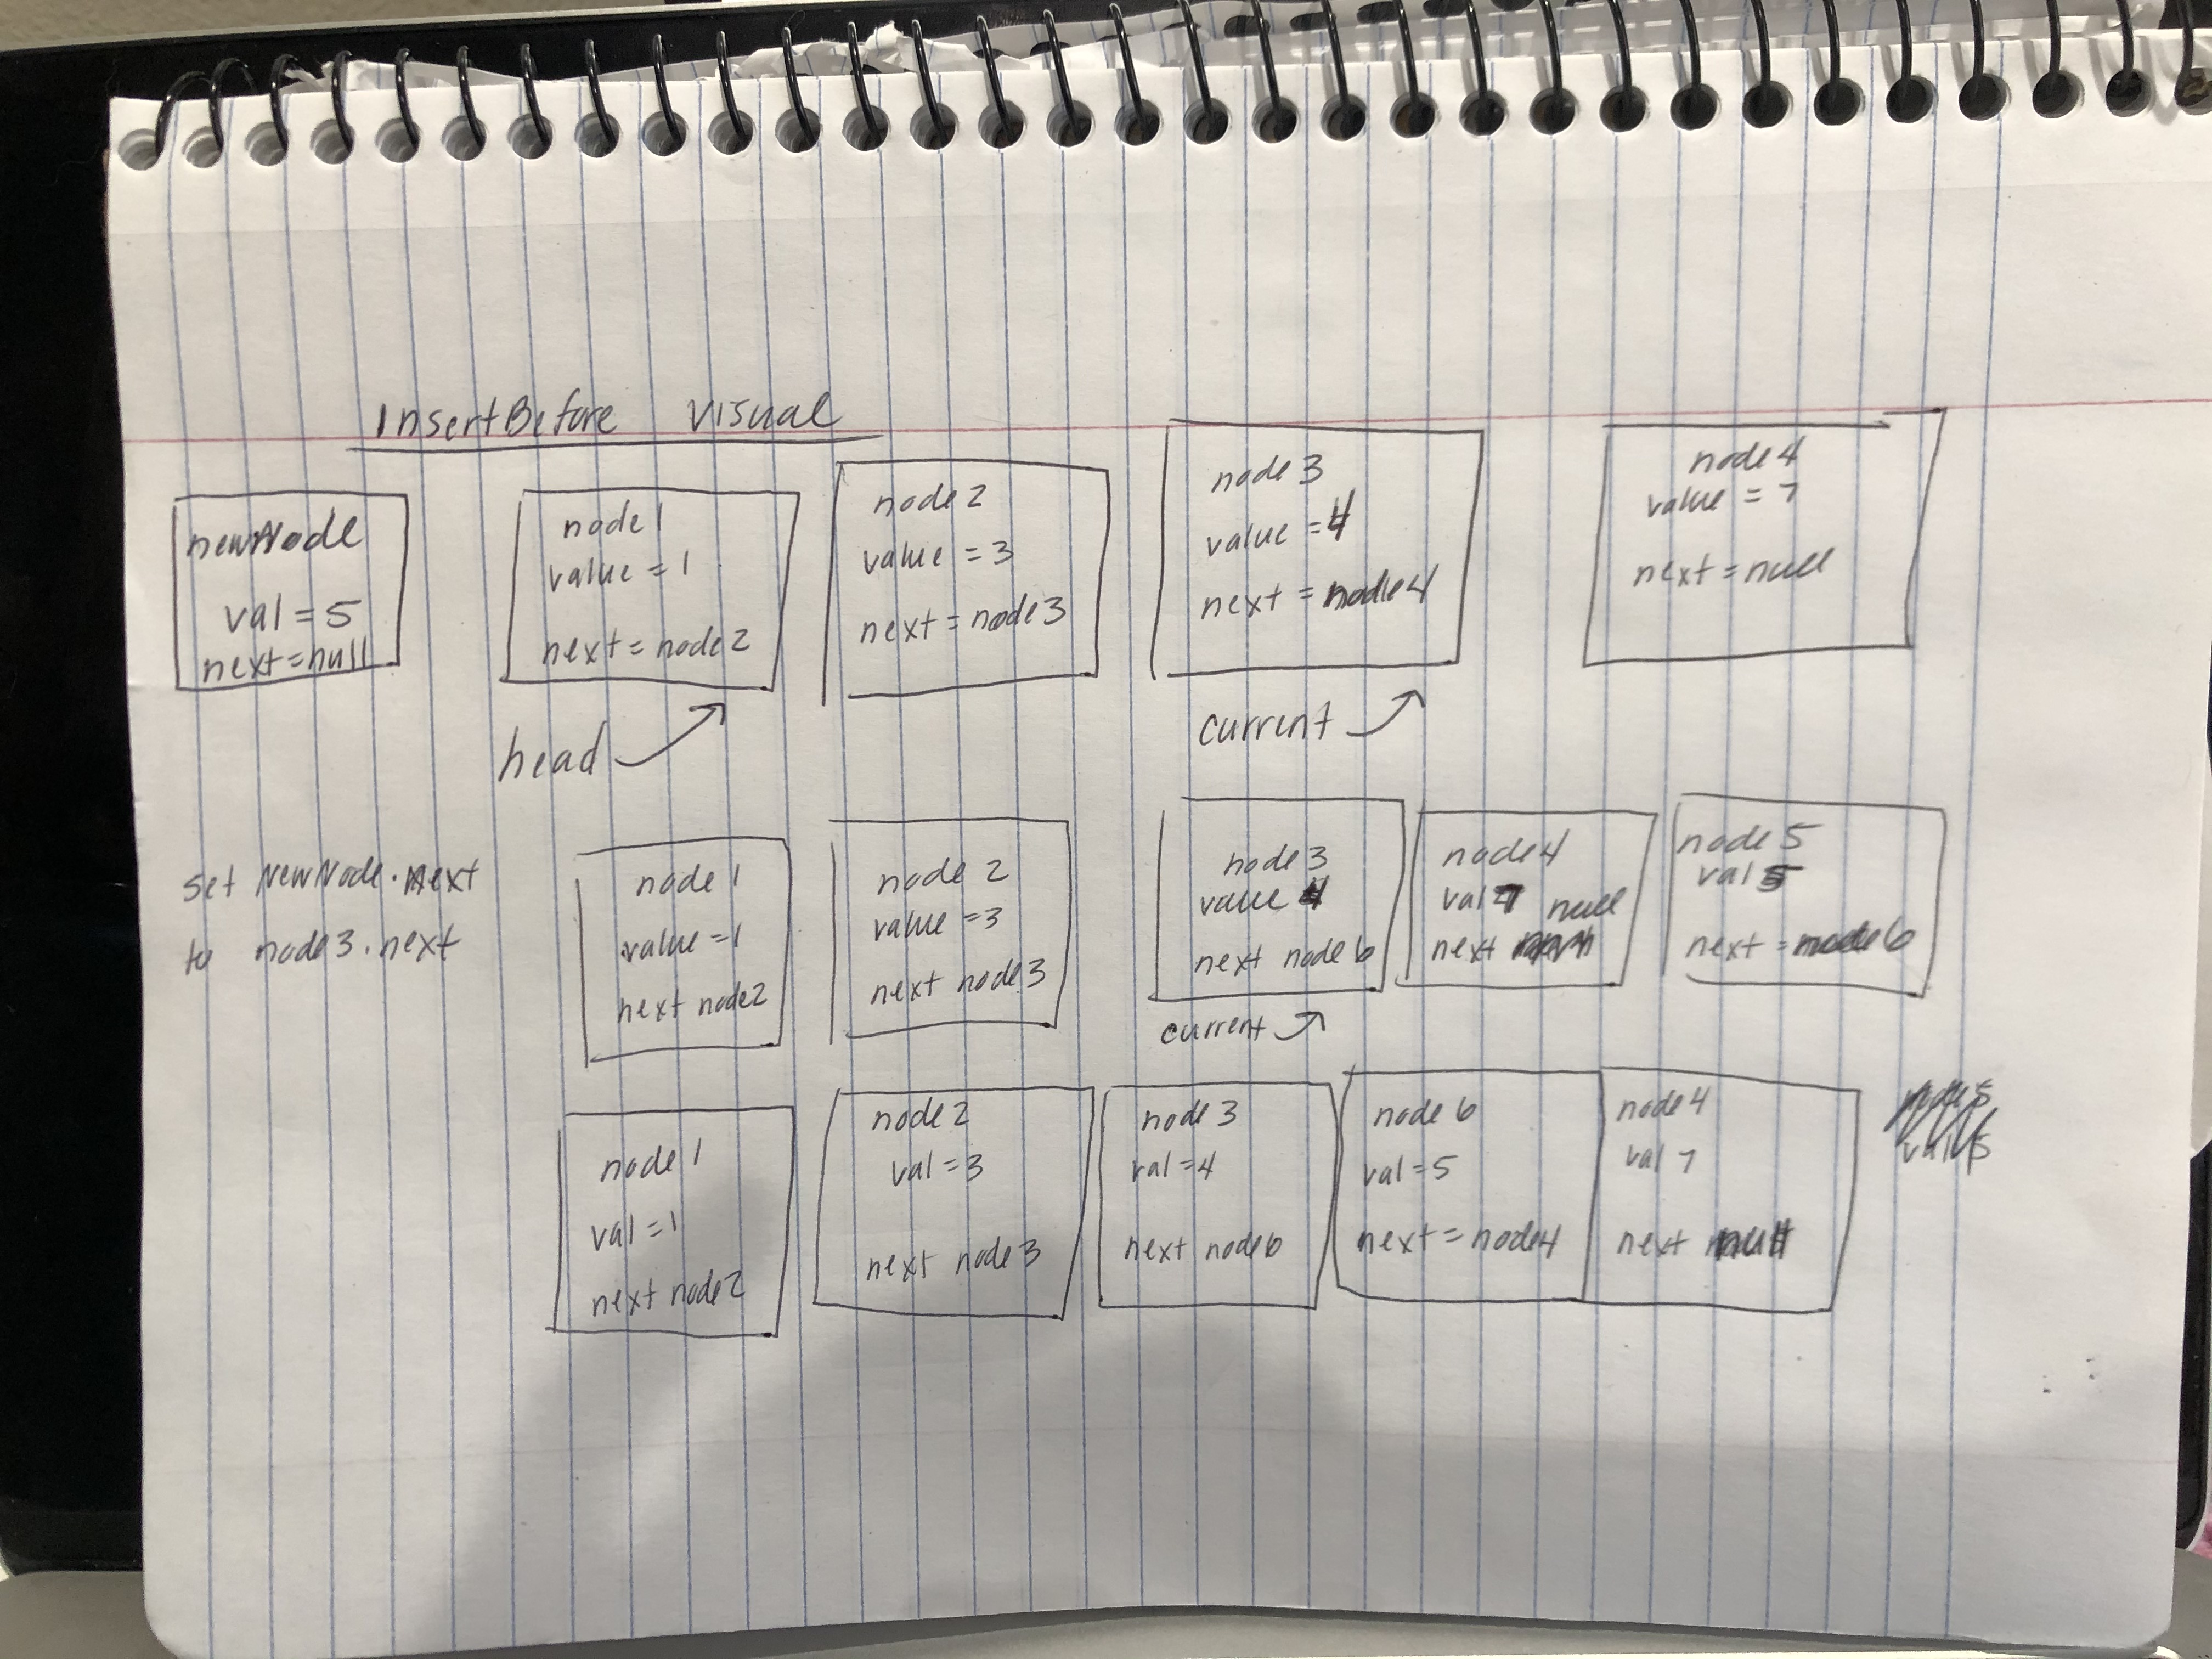 InsertBefore Visual
newNode
val = 5
next = null
node 1
value = 1
next = node 2
head
node 2
value = 3
next = node 3
node 3
value = 4
next = node 4
current
node 4
value = 7
next = null
set NewNode.next
to node3.next
node 1
value = 1
next node2
node 2
value = 3
next node 3
node 3
value 4
next node 6
current
node 4
val 7
null
next
node 5
val 5
next = node 6
node 1
val = 1
next node 2
node 2
val = 3
next node 3
node 3
val = 4
next node 6
node 6
val = 5
next = node 4
node 4
val 7
next null